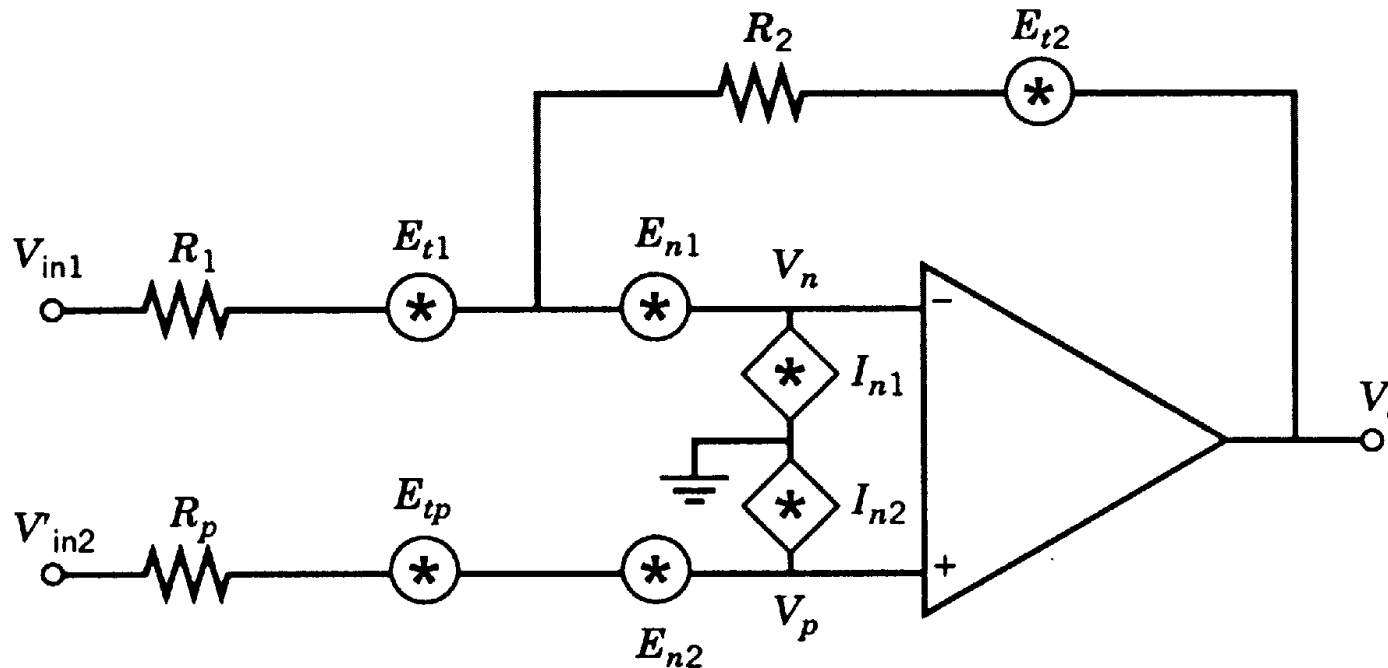 R2
Et2
Vin1
R1
Et1
En1
Vn
−
In1
V
V'in2
Rp
Etp
In2
+
En2
Vp